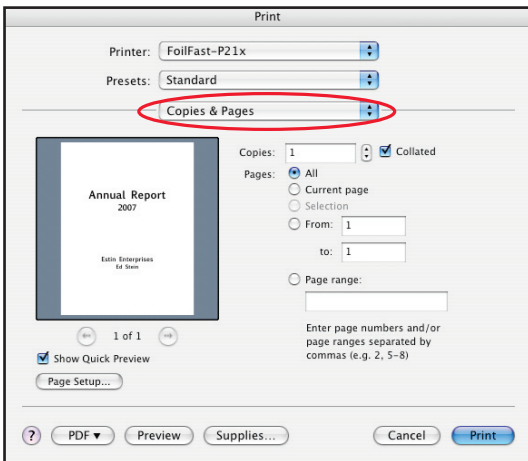 Print
Printer: FoilFast-P21x
Presets: Standard
Copies & Pages
Copies: 1 Collated
Pages: All
Current page
Selection
From: 1
to: 1
Page range:
Enter page numbers and/or
page ranges separated by
commas (e.g. 2, 5-8)
Annual Report
2007
Estin Enterprises
Ed Stein
1 of 1
Show Quick Preview
Page Setup...
? PDF▼ Preview Supplies... Cancel Print